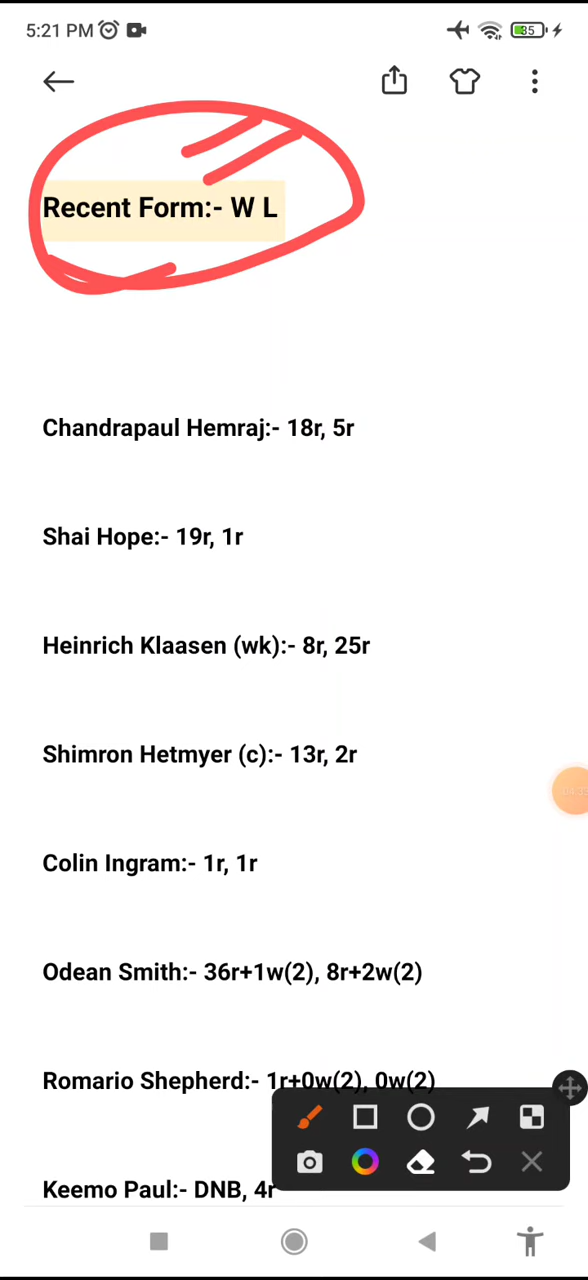 5:21 PM
35
Recent Form:- W L
Chandrapaul Hemraj:- 18r, 5r
Shai Hope:- 19r, 1r
Heinrich Klaasen (wk):- 8r, 25r
Shimron Hetmyer (c):- 13r, 2r
Colin Ingram:- 1r, 1r
Odean Smith:- 36r+1w(2), 8r+2w(2)
Romario Shepherd:- 1r+0w(2), 0w(2)
Keemo Paul:- DNB, 4r